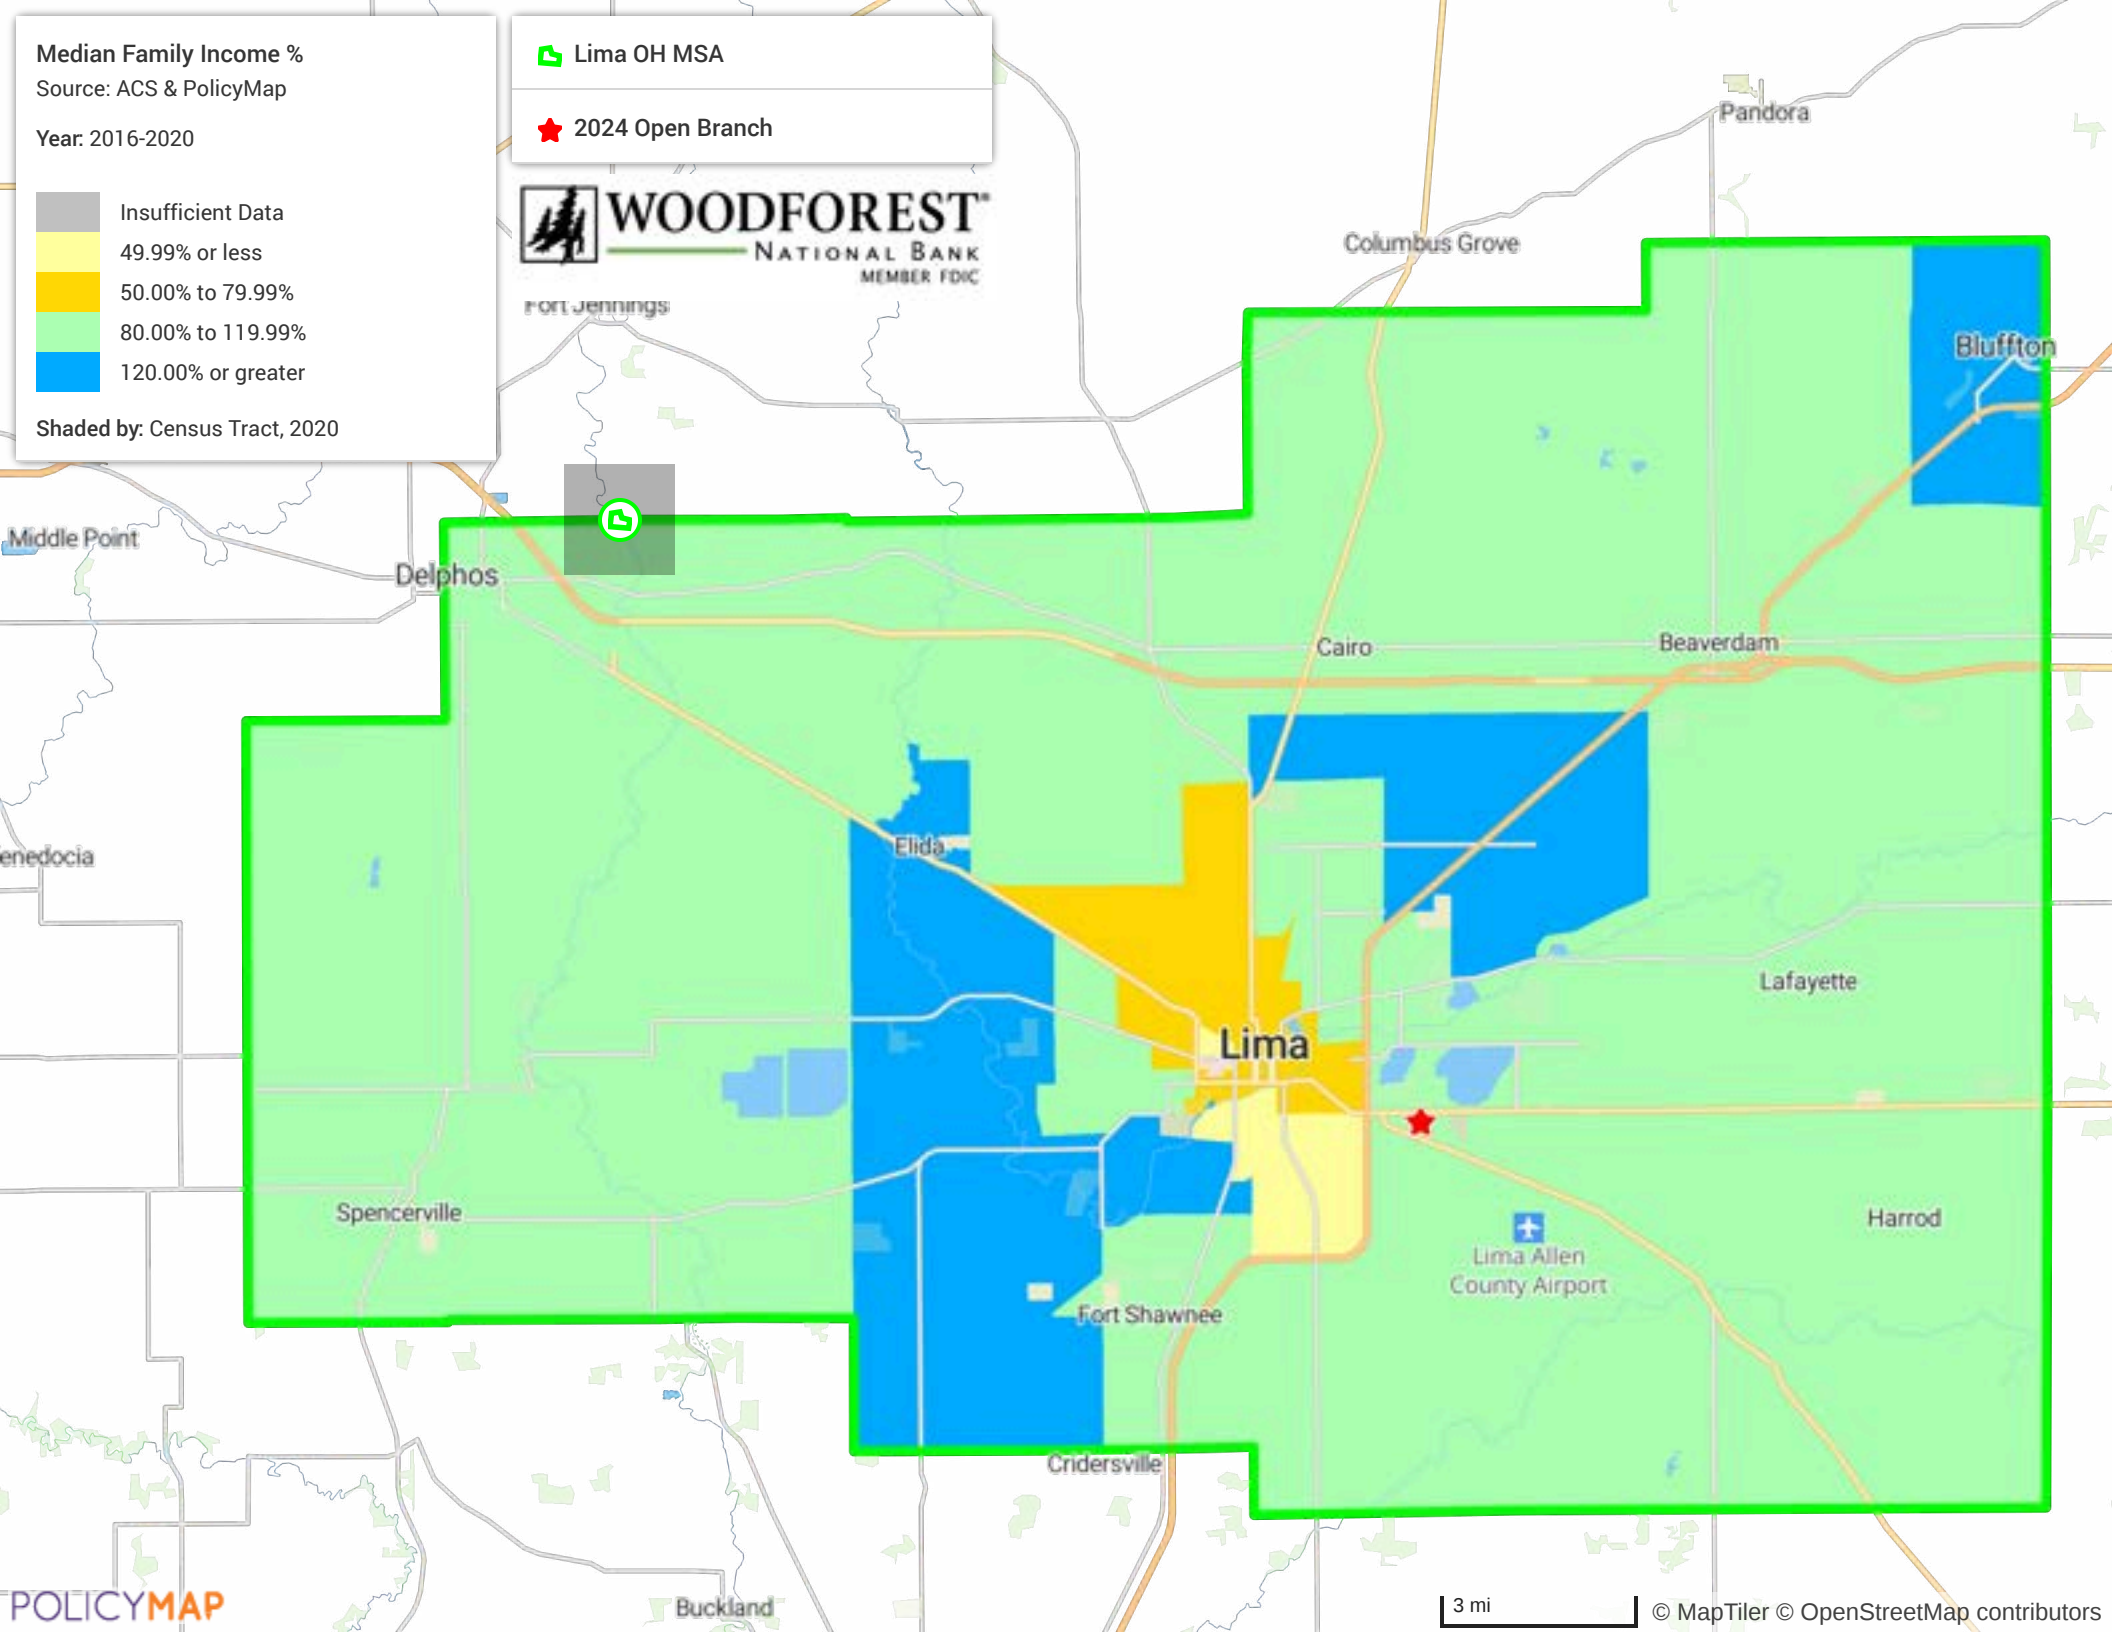 Median Family Income %
Source: ACS & PolicyMap
Year: 2016-2020
Insufficient Data
49.99% or less
50.00% to 79.99%
80.00% to 119.99%
120.00% or greater
Shaded by: Census Tract, 2020
Lima OH MSA
2024 Open Branch
WOODFOREST®
NATIONAL BANK
MEMBER FDIC
Pandora
Columbus Grove
Fort Jennings
Bluffton
Middle Point
Delphos
Cairo
Beaverdam
Elida
enedocia
Lafayette
Lima
Spencerville
Harrod
Lima Allen
County Airport
Fort Shawnee
Cridersville
Buckland
POLICYMAP
3 mi
© MapTiler © OpenStreetMap contributors